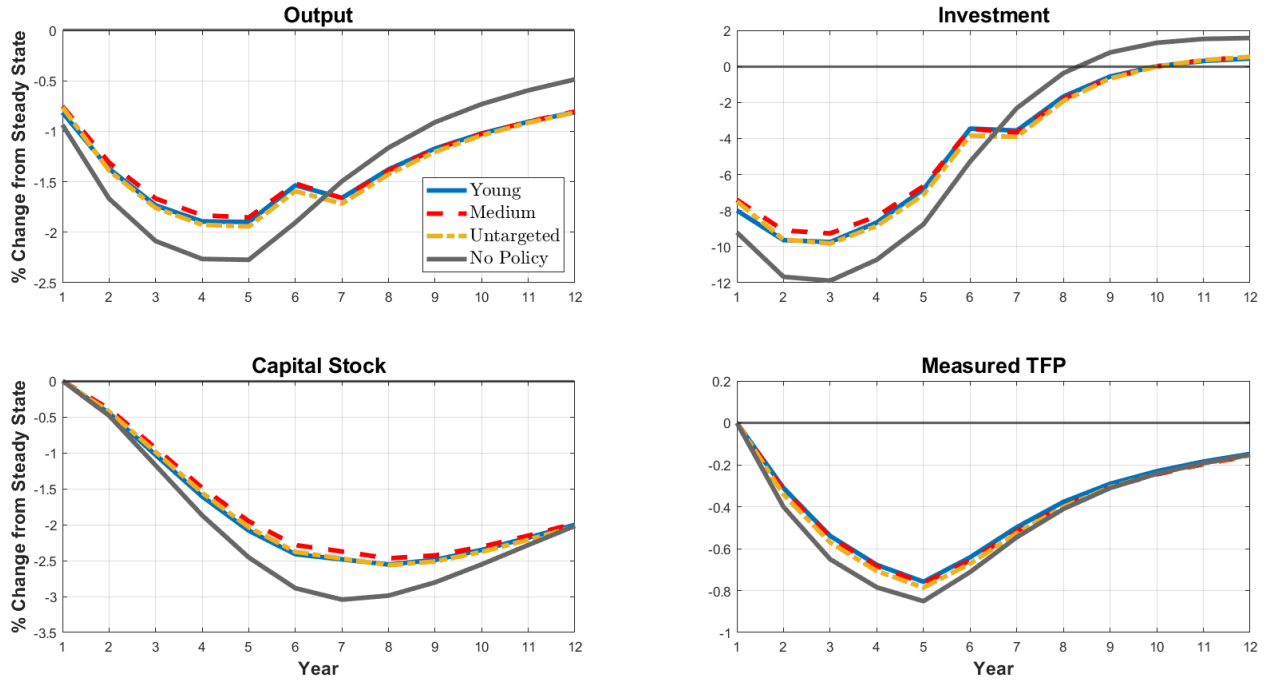 Output
% Change from Steady State
0
-0.5
-1
-1.5
-2
-2.5
1 2 3 4 5 6 7 8 9 10 11 12
Young
Medium
Untargeted
No Policy
Investment
2
0
-2
-4
-6
-8
-10
-12
1 2 3 4 5 6 7 8 9 10 11 12
Capital Stock
% Change from Steady State
0
-0.5
-1
-1.5
-2
-2.5
-3
-3.5
1 2 3 4 5 6 7 8 9 10 11 12
Year
Measured TFP
0.2
0
-0.2
-0.4
-0.6
-0.8
-1
1 2 3 4 5 6 7 8 9 10 11 12
Year